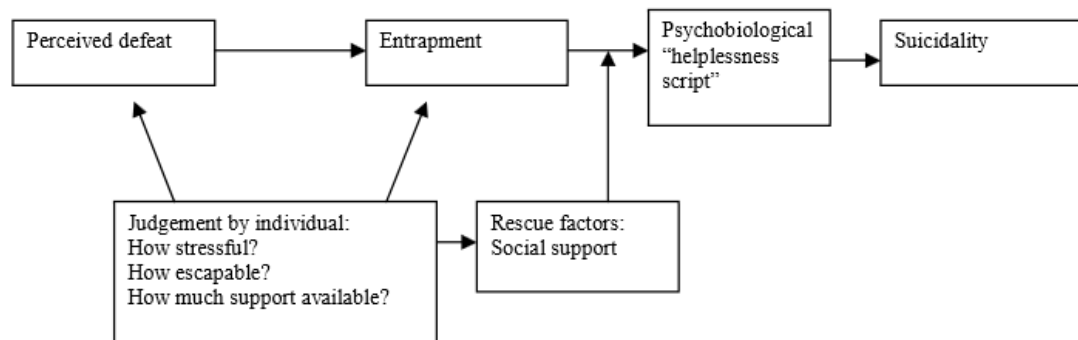 Perceived defeat
Entrapment
Psychobiological
“helplessness
script”
Suicidality
Judgement by individual:
How stressful?
How escapable?
How much support available?
Rescue factors:
Social support